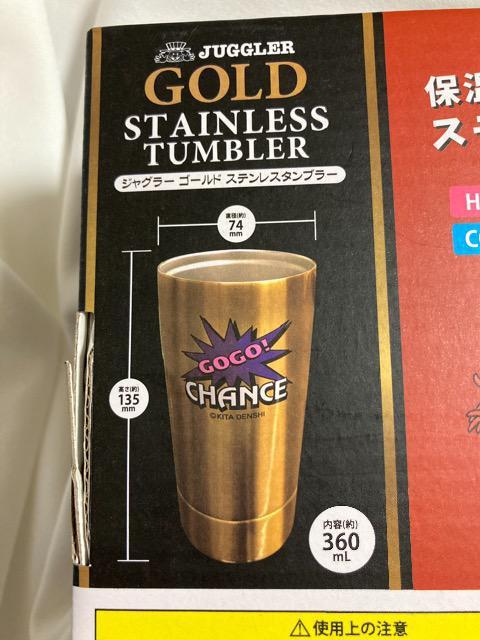 JUGGLER
GOLD
STAINLESS
TUMBLER
ジャグラー ゴールド ステンレスタンブラー
直径(約)
74
mm
高さ(約)
135
mm
GOGO!
CHANCE
©KITA DENSHI
内容(約)
360
mL
保温
ステ
H
C
⚠使用上の注意